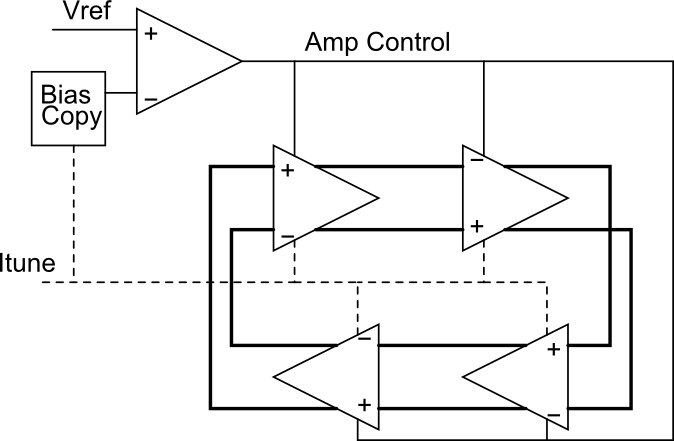 Vref
+
Amp Control
Bias
Copy
−
+
−
−
+
Itune
−
+
+
−